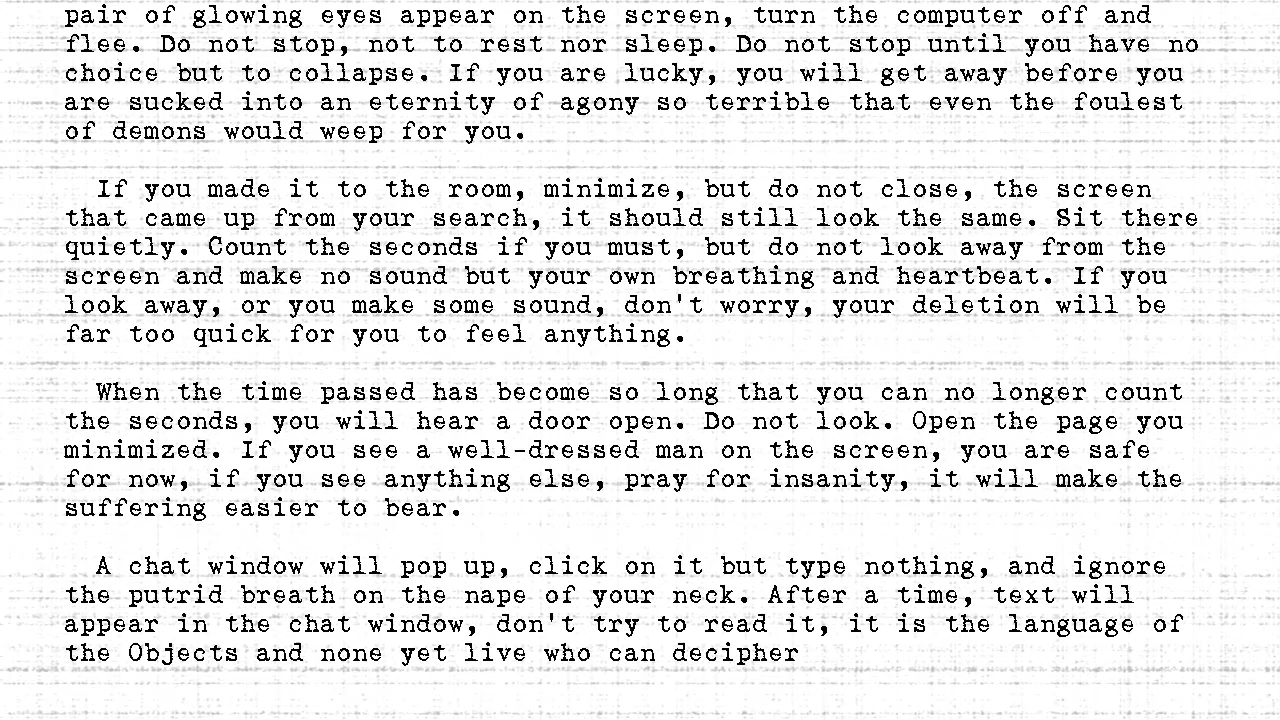 pair of glowing eyes appear on the screen, turn the computer off and
flee. Do not stop, not to rest nor sleep. Do not stop until you have no
choice but to collapse. If you are lucky, you will get away before you
are sucked into an eternity of agony so terrible that even the foulest
of demons would weep for you.
If you made it to the room, minimize, but do not close, the screen
that came up from your search, it should still look the same. Sit there
quietly. Count the seconds if you must, but do not look away from the
screen and make no sound but your own breathing and heartbeat. If you
look away, or you make some sound, don't worry, your deletion will be
far too quick for you to feel anything.
When the time passed has become so long that you can no longer count
the seconds, you will hear a door open. Do not look. Open the page you
minimized. If you see a well-dressed man on the screen, you are safe
for now, if you see anything else, pray for insanity, it will make the
suffering easier to bear.
A chat window will pop up, click on it but type nothing, and ignore
the putrid breath on the nape of your neck. After a time, text will
appear in the chat window, don't try to read it, it is the language of
the Objects and none yet live who can decipher